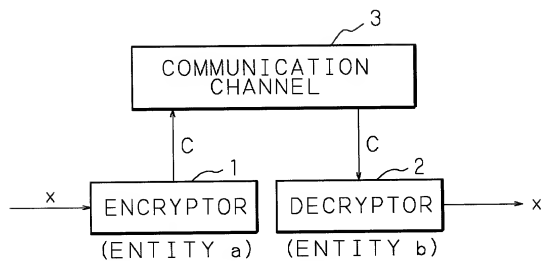 3
COMMUNICATION
CHANNEL
C
C
1
2
x
ENCRYPTOR
DECRYPTOR
x
(ENTITY a)
(ENTITY b)